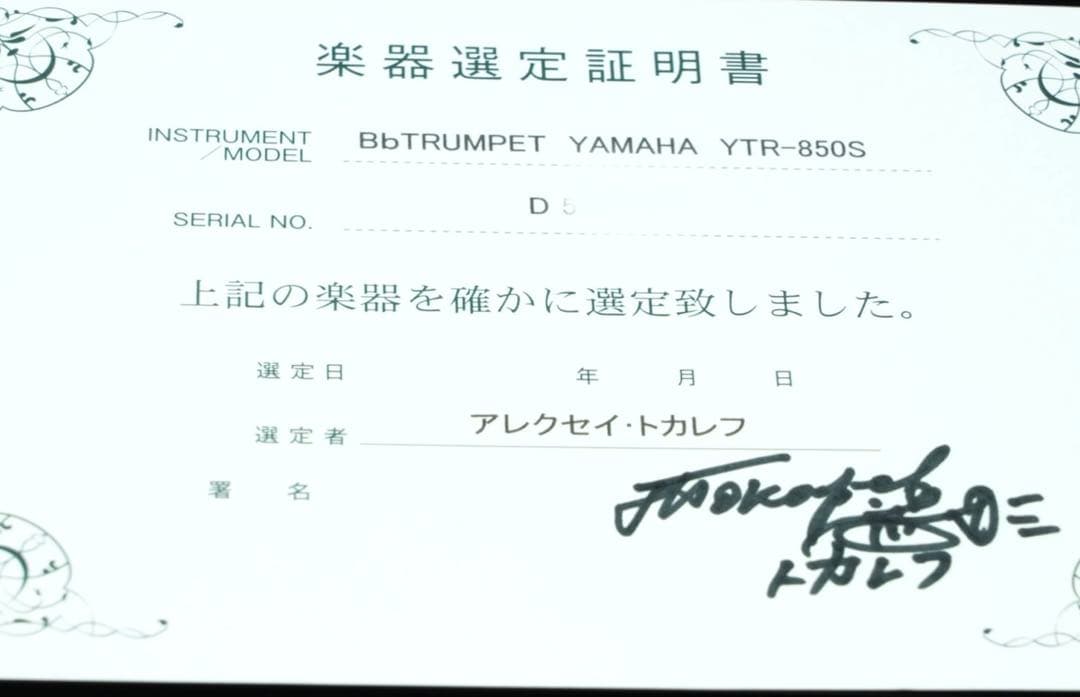 楽器選定証明書
INSTRUMENT BbTRUMPET YAMAHA YTR-850S
/MODEL
SERIAL NO. D 5
上記の楽器を確かに選定致しました。
選定日 年 月 日
選定者 アレクセイ・トカレフ
署 名 Токарев
トカレフ